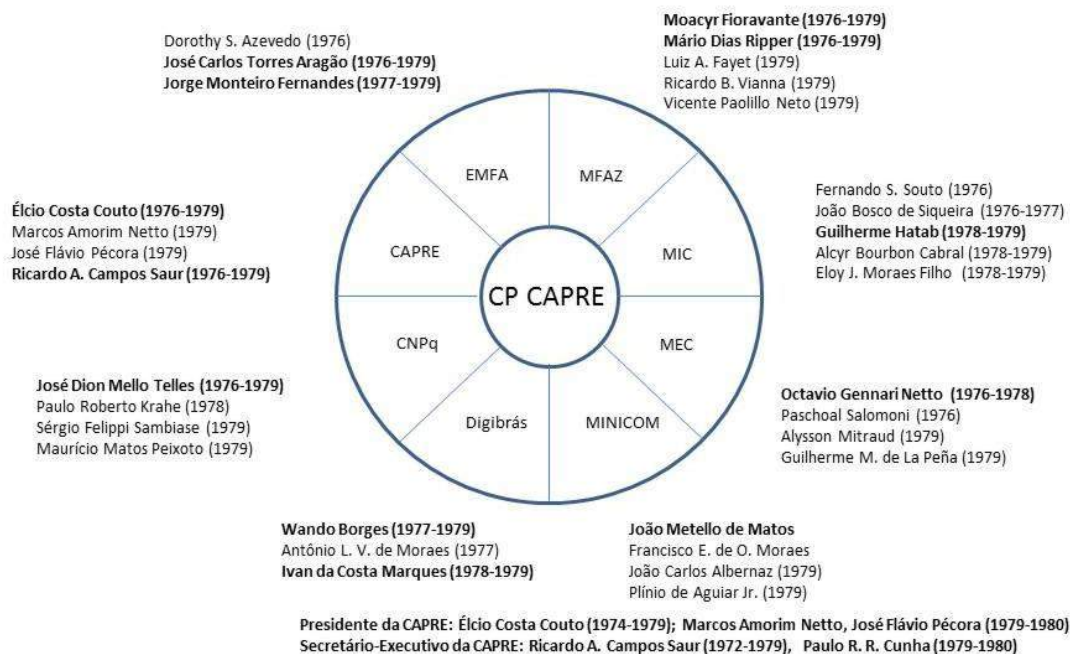 Dorothy S. Azevedo (1976)
José Carlos Torres Aragão (1976-1979)
Jorge Monteiro Fernandes (1977-1979)
Moacyr Fioravante (1976-1979)
Mário Dias Ripper (1976-1979)
Luiz A. Fayet (1979)
Ricardo B. Vianna (1979)
Vicente Paolillo Neto (1979)
EMFA
MFAZ
Élcio Costa Couto (1976-1979)
Marcos Amorim Netto (1979)
José Flávio Pécora (1979)
Ricardo A. Campos Saur (1976-1979)
CAPRE
MIC
Fernando S. Souto (1976)
João Bosco de Siqueira (1976-1977)
Guilherme Hatab (1978-1979)
Alcyr Bourbon Cabral (1978-1979)
Eloy J. Moraes Filho (1978-1979)
CP CAPRE
CNPq
MEC
José Dion Mello Telles (1976-1979)
Paulo Roberto Krahe (1978)
Sérgio Felippi Sambiase (1979)
Maurício Matos Peixoto (1979)
Digibrás
MINICOM
Octavio Gennari Netto (1976-1978)
Paschoal Salomoni (1976)
Alysson Mitraud (1979)
Guilherme M. de La Peña (1979)
Wando Borges (1977-1979)
Antônio L. V. de Moraes (1977)
Ivan da Costa Marques (1978-1979)
João Metello de Matos
Francisco E. de O. Moraes
João Carlos Albernaz (1979)
Plínio de Aguiar Jr. (1979)
Presidente da CAPRE: Élcio Costa Couto (1974-1979); Marcos Amorim Netto, José Flávio Pécora (1979-1980)
Secretário-Executivo da CAPRE: Ricardo A. Campos Saur (1972-1979), Paulo R. R. Cunha (1979-1980)